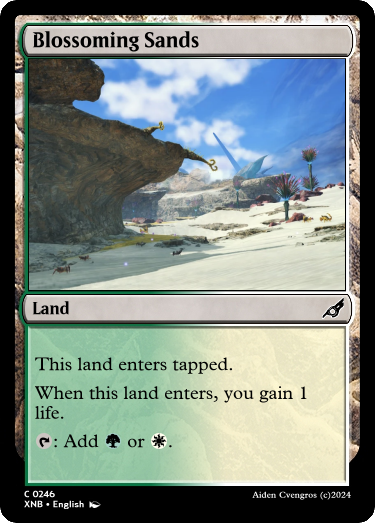 Blossoming Sands
Land
This land enters tapped.
When this land enters, you gain 1
life.
: Add or .
C 0246
XNB • English
Aiden Cvengros (c)2024